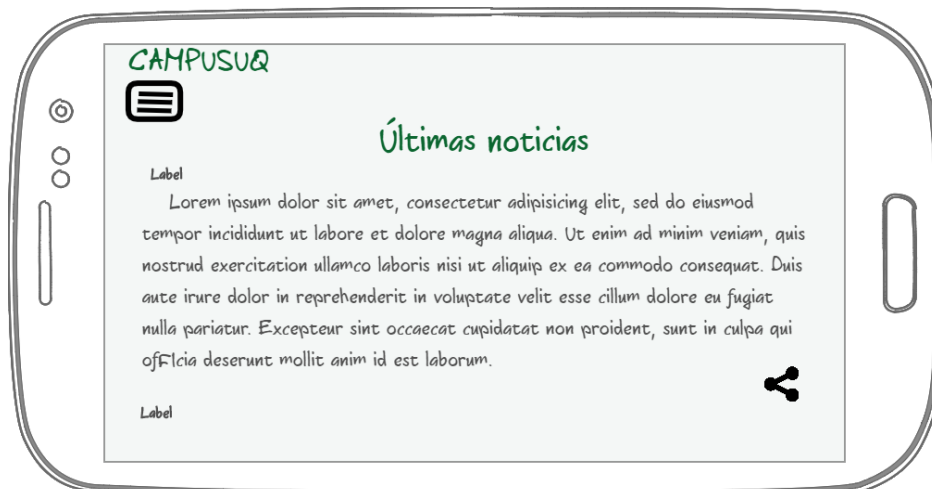 CAMPUSUQ
Últimas noticias
Label
Lorem ipsum dolor sit amet, consectetur adipisicing elit, sed do eiusmod
tempor incididunt ut labore et dolore magna aliqua. Ut enim ad minim veniam, quis
nostrud exercitation ullamco laboris nisi ut aliquip ex ea commodo consequat. Duis
aute irure dolor in reprehenderit in voluptate velit esse cillum dolore eu fugiat
nulla pariatur. Excepteur sint occaecat cupidatat non proident, sunt in culpa qui
ofFIcia deserunt mollit anim id est laborum.
Label